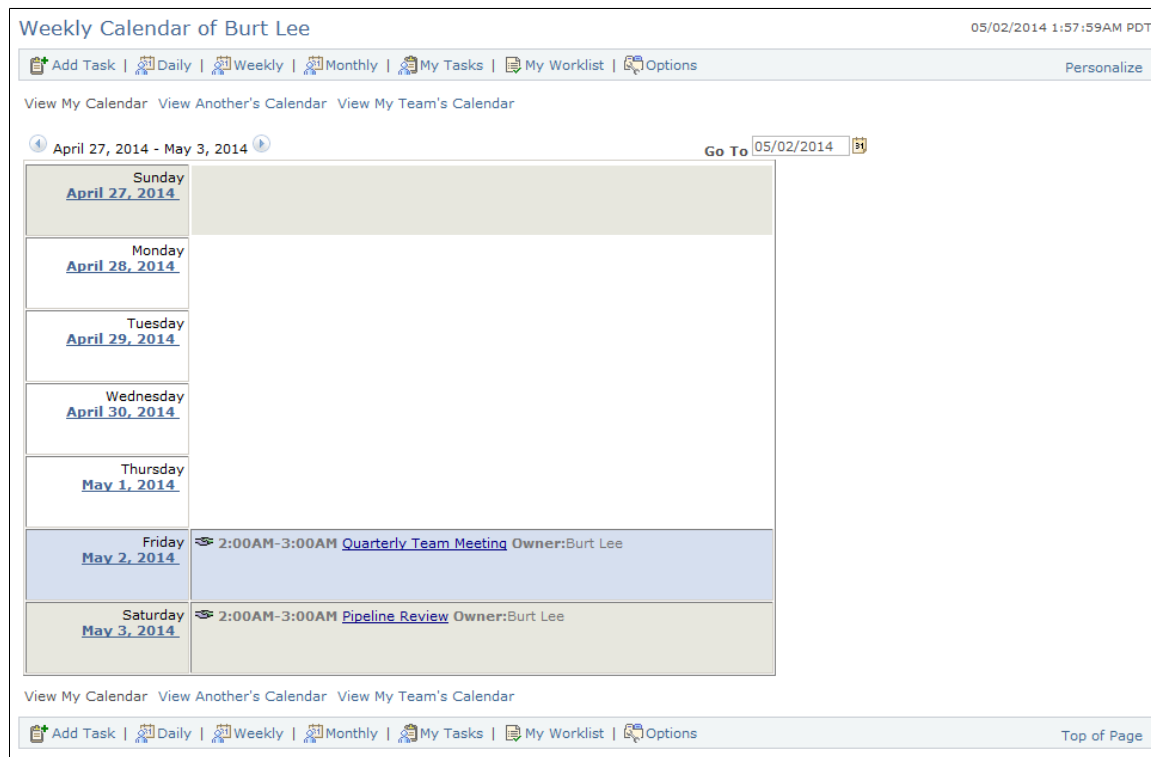 Weekly Calendar of Burt Lee
05/02/2014 1:57:59AM PDT
Add Task | Daily | Weekly | Monthly | My Tasks | My Worklist | Options
Personalize
View My Calendar View Another's Calendar View My Team's Calendar
April 27, 2014 - May 3, 2014
Go To 05/02/2014
Sunday
April 27, 2014
Monday
April 28, 2014
Tuesday
April 29, 2014
Wednesday
April 30, 2014
Thursday
May 1, 2014
Friday
May 2, 2014
2:00AM-3:00AM Quarterly Team Meeting Owner:Burt Lee
Saturday
May 3, 2014
2:00AM-3:00AM Pipeline Review Owner:Burt Lee
View My Calendar View Another's Calendar View My Team's Calendar
Add Task | Daily | Weekly | Monthly | My Tasks | My Worklist | Options
Top of Page